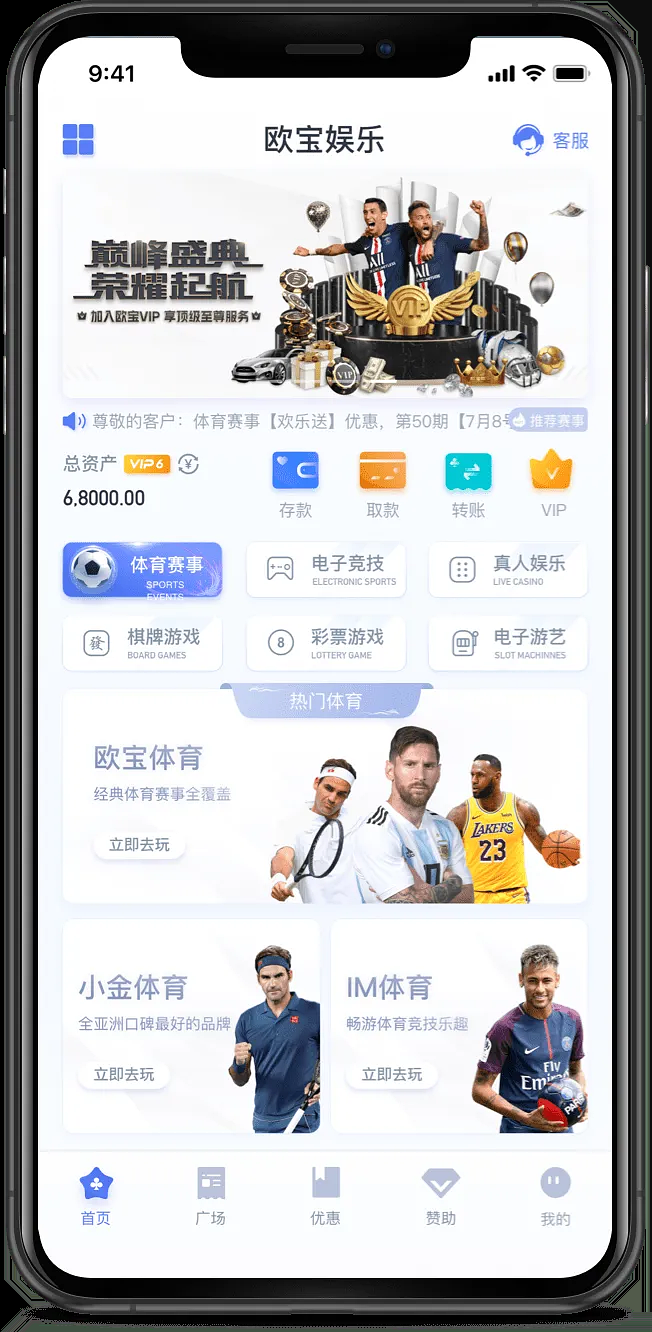 9:41
欧宝娱乐
客服
巅峰盛典
荣耀起航
加入欧宝VIP 享顶级至尊服务
VIP
VIP
尊敬的客户：体育赛事【欢乐送】优惠，第50期【7月8号
推荐赛事
总资产 VIP6
6,8000.00
存款
取款
转账
VIP
体育赛事
SPORTS
EVENTS
电子竞技
ELECTRONIC SPORTS
真人娱乐
LIVE CASINO
發
棋牌游戏
BOARD GAMES
8
彩票游戏
LOTTERY GAME
电子游艺
SLOT MACHINNES
热门体育
欧宝体育
经典体育赛事全覆盖
立即去玩
LAKERS
23
小金体育
全亚洲口碑最好的品牌
立即去玩
IM体育
畅游体育竞技乐趣
立即去玩
Fly
首页
广场
优惠
赞助
我的